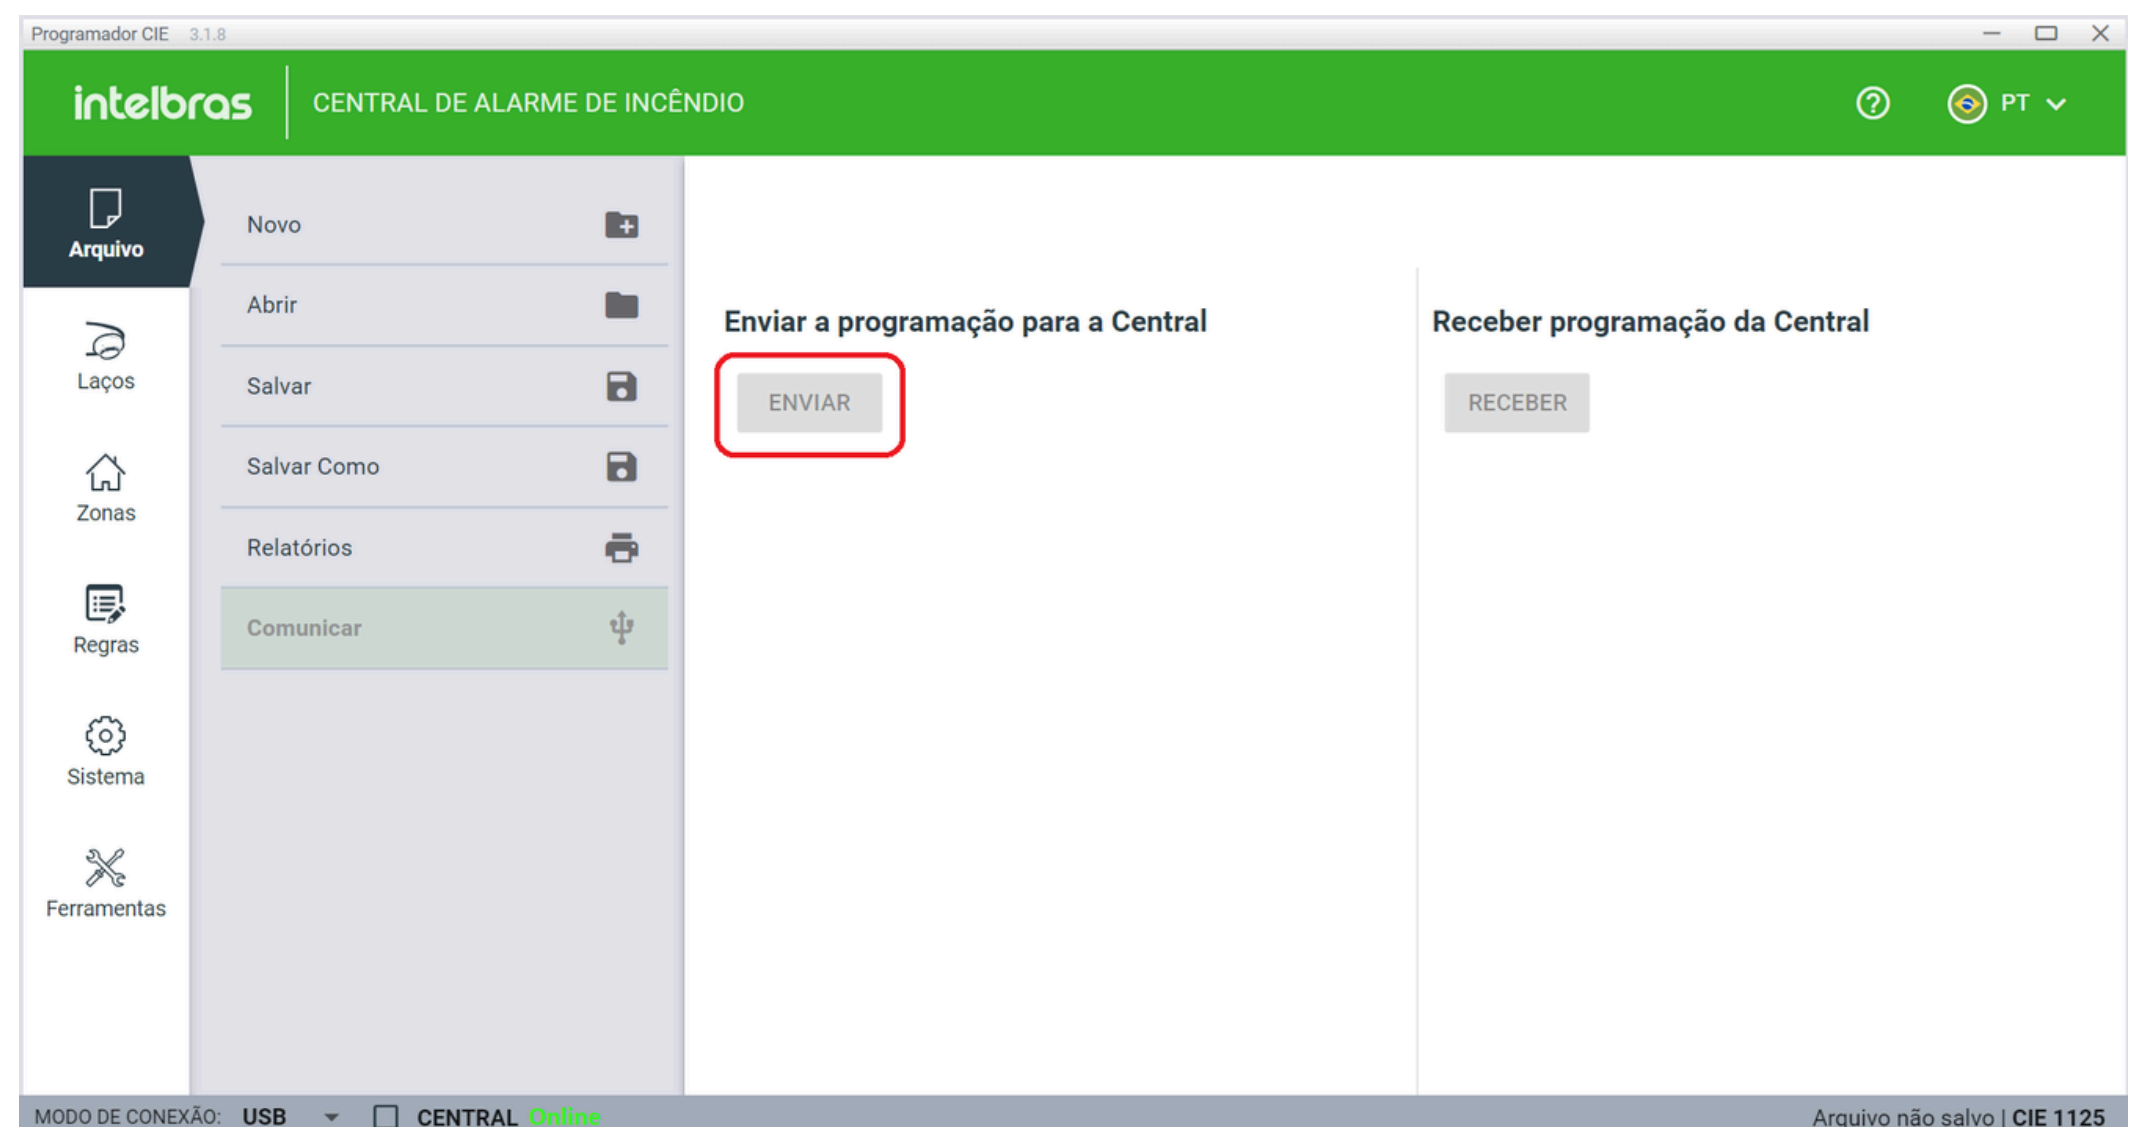 Programador CIE 3.1.8
intelbras
CENTRAL DE ALARME DE INCÊNDIO
PT
Arquivo
Laços
Zonas
Regras
Sistema
Ferramentas
Novo
Abrir
Salvar
Salvar Como
Relatórios
Comunicar
Enviar a programação para a Central
ENVIAR
Receber programação da Central
RECEBER
MODO DE CONEXÃO: USB
CENTRAL Online
Arquivo não salvo | CIE 1125